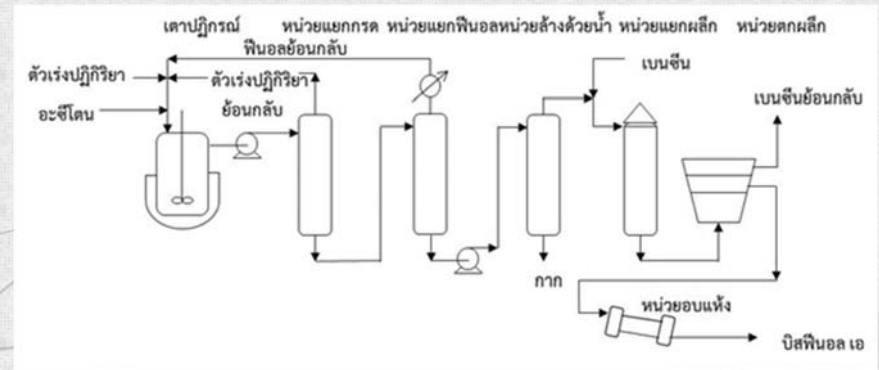 เตาปฏิกรณ์ หน่วยแยกกรด หน่วยแยกฟีนอล หน่วยล้างด้วยน้ำ หน่วยแยกผลึก หน่วยตกผลึก
ฟีนอลย้อนกลับ
ตัวเร่งปฏิกิริยา
ตัวเร่งปฏิกิริยา
ย้อนกลับ
อะซีโตน
เบนซีน
เบนซีนย้อนกลับ
กาก
หน่วยอบแห้ง
บิสฟีนอล เอ